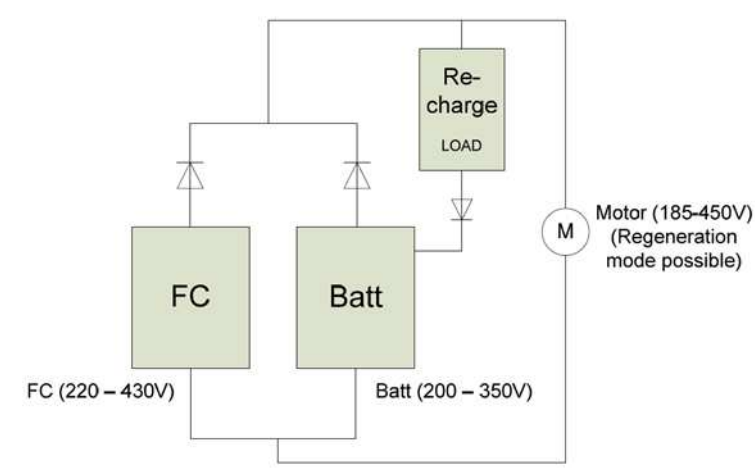 Re-
charge
LOAD
Motor (185-450V)
(Regeneration
mode possible)
M
FC
Batt
FC (220 – 430V)
Batt (200 – 350V)